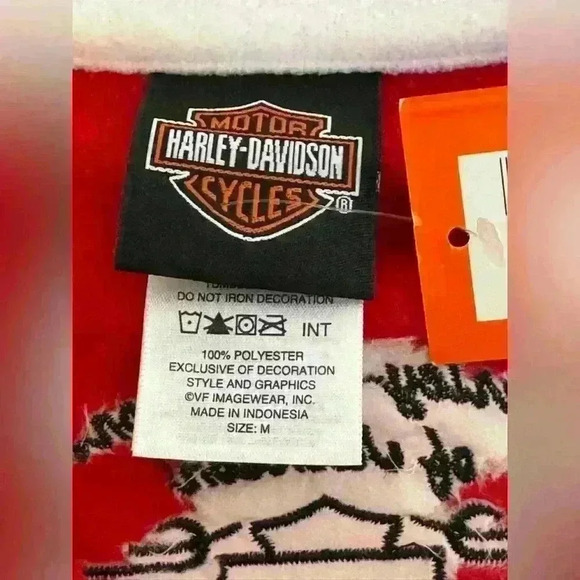 MOTOR
HARLEY-DAVIDSON
CYCLES
®
DO NOT IRON DECORATION
INT
100% POLYESTER
EXCLUSIVE OF DECORATION
STYLE AND GRAPHICS
©VF IMAGEWEAR, INC.
MADE IN INDONESIA
SIZE: M